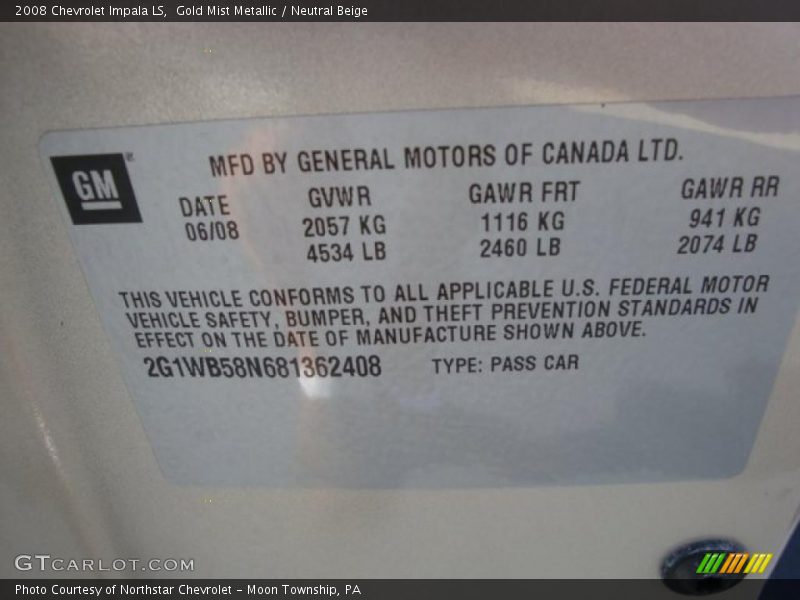 2008 Chevrolet Impala LS,  Gold Mist Metallic / Neutral Beige
GM
MFD BY GENERAL MOTORS OF CANADA LTD.
DATE GVWR GAWR FRT GAWR RR
06/08 2057 KG 1116 KG 941 KG
4534 LB 2460 LB 2074 LB
THIS VEHICLE CONFORMS TO ALL APPLICABLE U.S. FEDERAL MOTOR
VEHICLE SAFETY, BUMPER, AND THEFT PREVENTION STANDARDS IN
EFFECT ON THE DATE OF MANUFACTURE SHOWN ABOVE.
2G1WB58N681362408 TYPE: PASS CAR
GTCARLOT.COM
Photo Courtesy of Northstar Chevrolet - Moon Township, PA